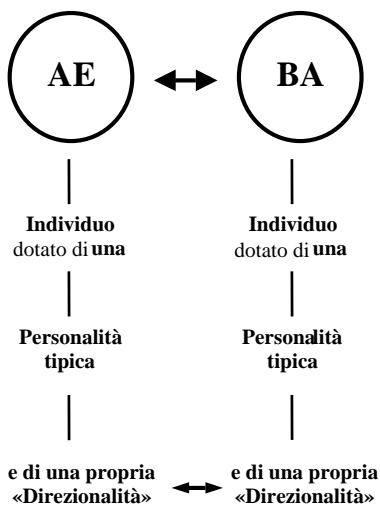 AE
BA
Individuo
dotato di una
Individuo
dotato di una
Personalità
tipica
Personalità
tipica
e di una propria
«Direzionalità»
e di una propria
«Direzionalità»